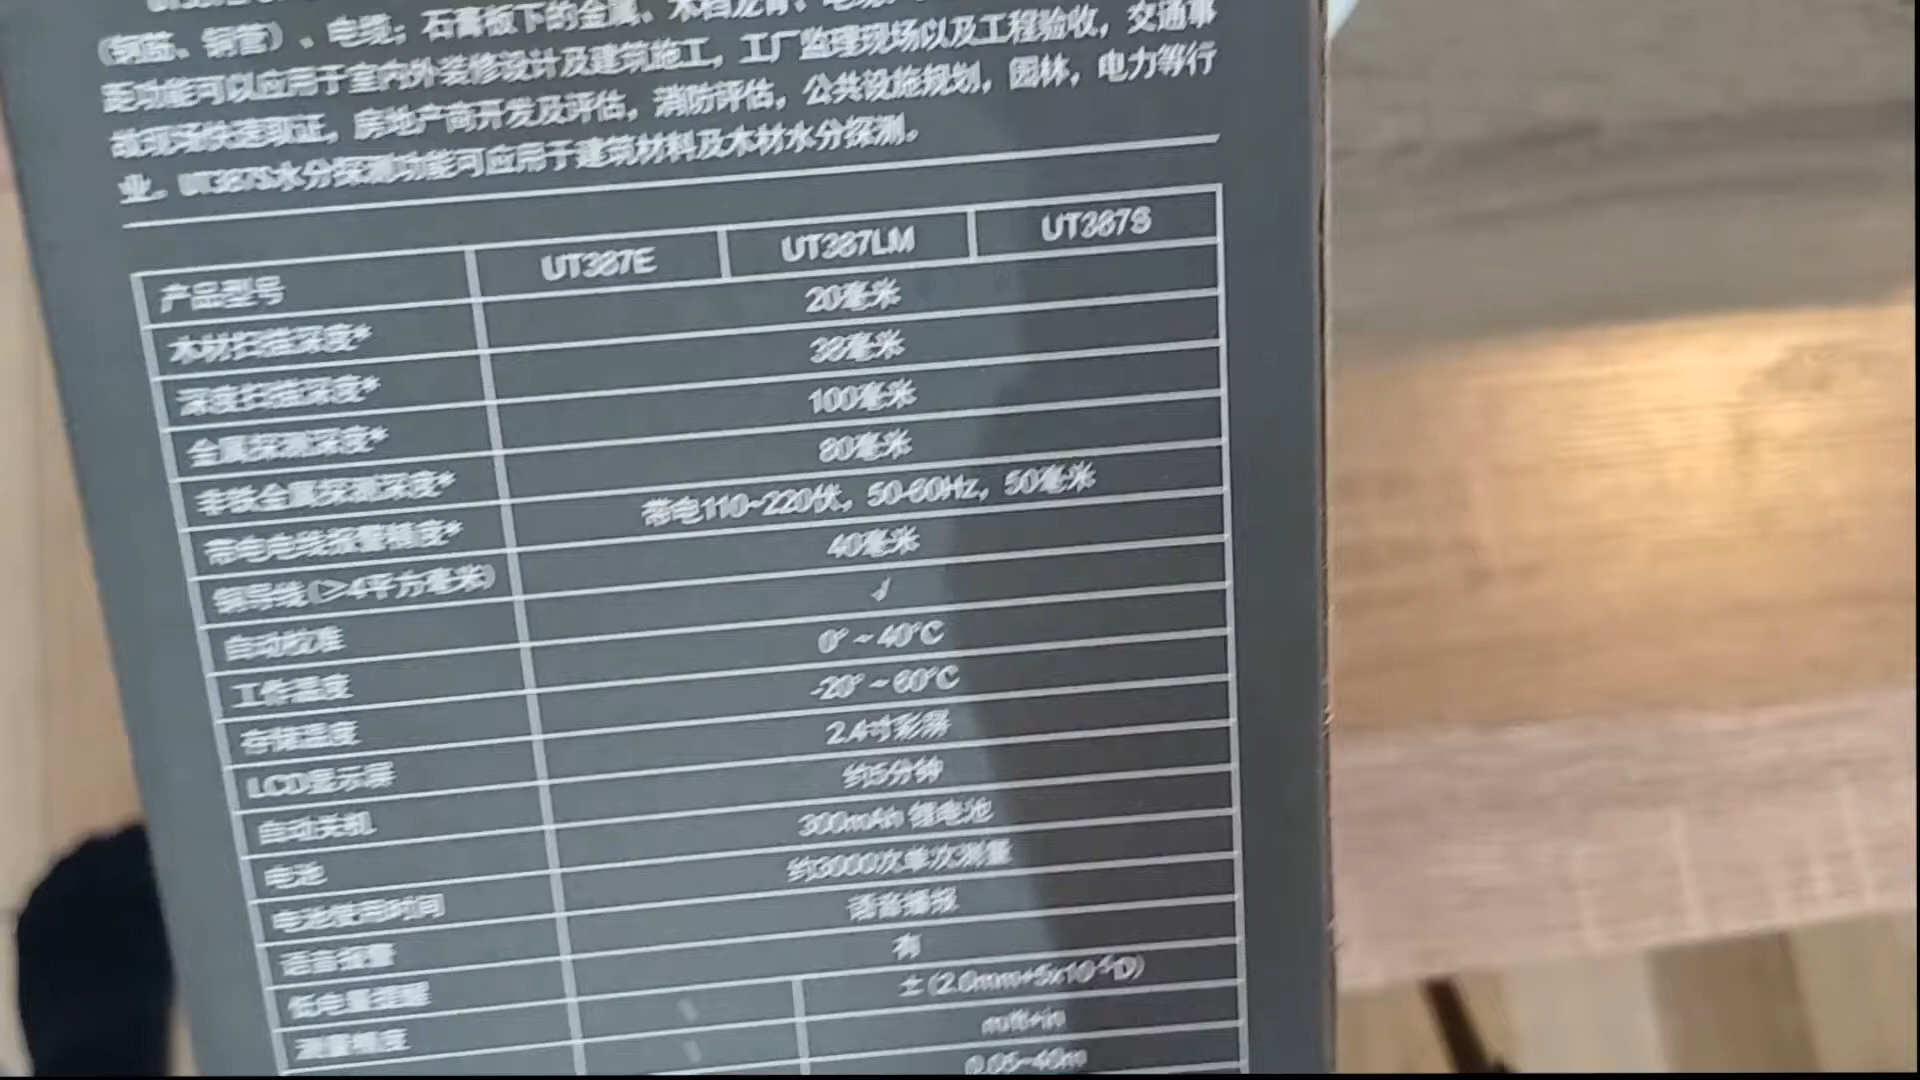 （钢筋、铜管）、电缆；石膏板下的金属、木档龙骨、电缆
距功能可以应用于室内外装修设计及建筑施工，工厂监理现场以及工程验收，交通事
故现场快速取证，房地产商开发及评估，消防评估，公共设施规划，园林，电力等行
业。UT387S水分探测功能可应用于建筑材料及木材水分探测。
产品型号 UT387E UT387LM UT387S
木材扫描深度* 20毫米
深度扫描深度* 38毫米
金属探测深度* 100毫米
非铁金属探测深度* 80毫米
带电电线报警精度* 带电110~220伏，50-60Hz，50毫米
铜导线(>4平方毫米) 40毫米
自动校准 √
工作温度 0°~40°C
存储温度 -20°~60°C
LCD显示屏 2.4寸彩屏
自动关机 约5分钟
电池 300mAh 锂电池
电池使用时间 约3000次单次测量
语音报警 语音播报
低电量提醒 有
测量精度 \ ±(2.0mm+5x10⁻⁵D)
\ m/ft+in
0.05~40m